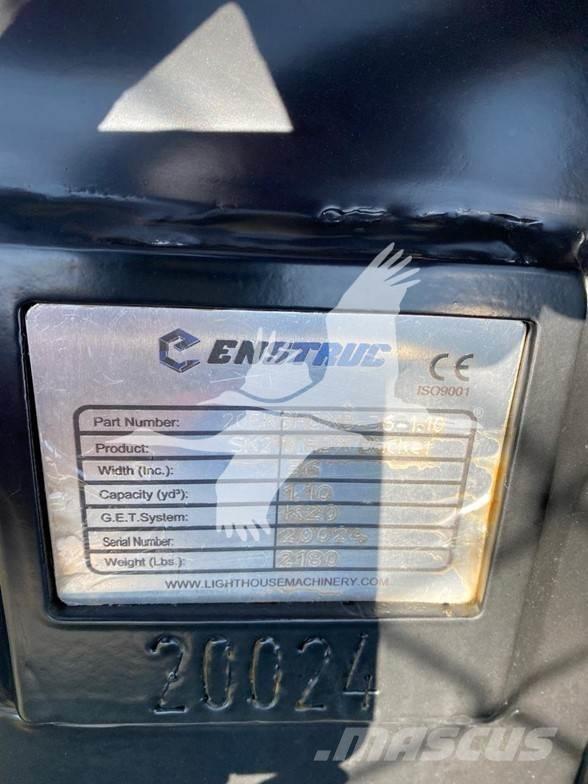 ENSTRUC
CE
ISO9001
Part Number:
Product:
Width (Inc.):
Capacity (yd³): 1.10
G.E.T.System: K20
Serial Number: 20024
Weight (Lbs.): 2180
WWW.LIGHTHOUSEMACHINERY.COM
20024
MASCUS